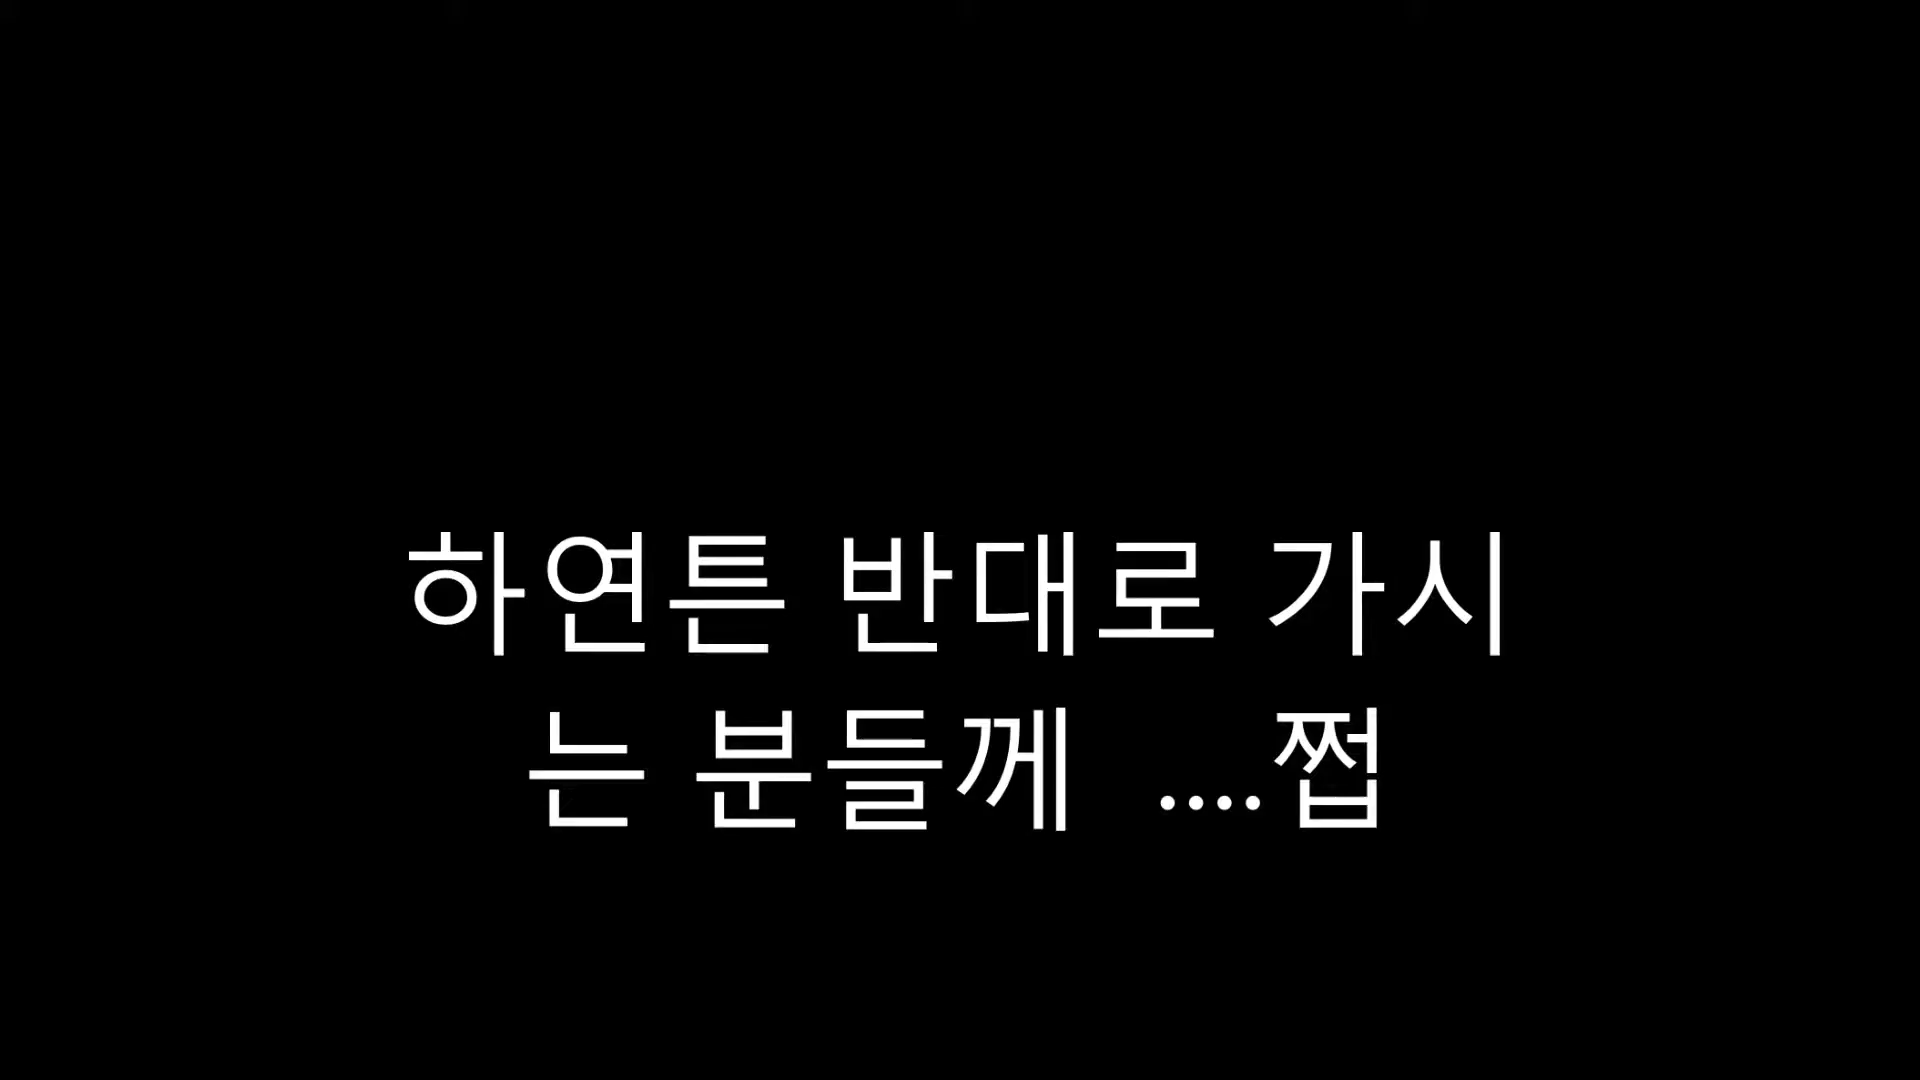 하연튼 반대로 가시
는 분들께  ....쩝